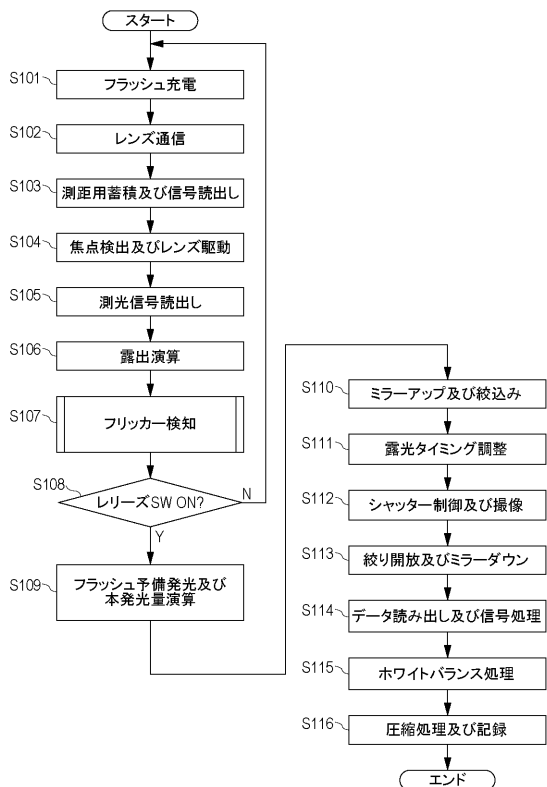 スタート
S101
フラッシュ充電
S102
レンズ通信
S103
測距用蓄積及び信号読出し
S104
焦点検出及びレンズ駆動
S105
測光信号読出し
S106
露出演算
S107
フリッカー検知
S108
レリーズSW ON?
N
Y
S109
フラッシュ予備発光及び
本発光量演算
S110
ミラーアップ及び絞込み
S111
露光タイミング調整
S112
シャッター制御及び撮像
S113
絞り開放及びミラーダウン
S114
データ読み出し及び信号処理
S115
ホワイトバランス処理
S116
圧縮処理及び記録
エンド